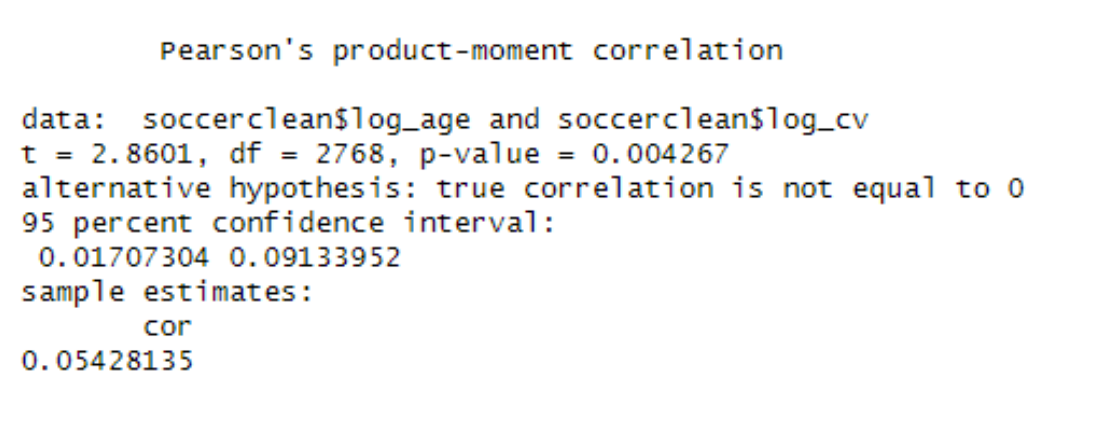 Pearson's product-moment correlation
data:  soccerclean$log_age and soccerclean$log_cv
t = 2.8601, df = 2768, p-value = 0.004267
alternative hypothesis: true correlation is not equal to 0
95 percent confidence interval:
0.01707304 0.09133952
sample estimates:
cor
0.05428135